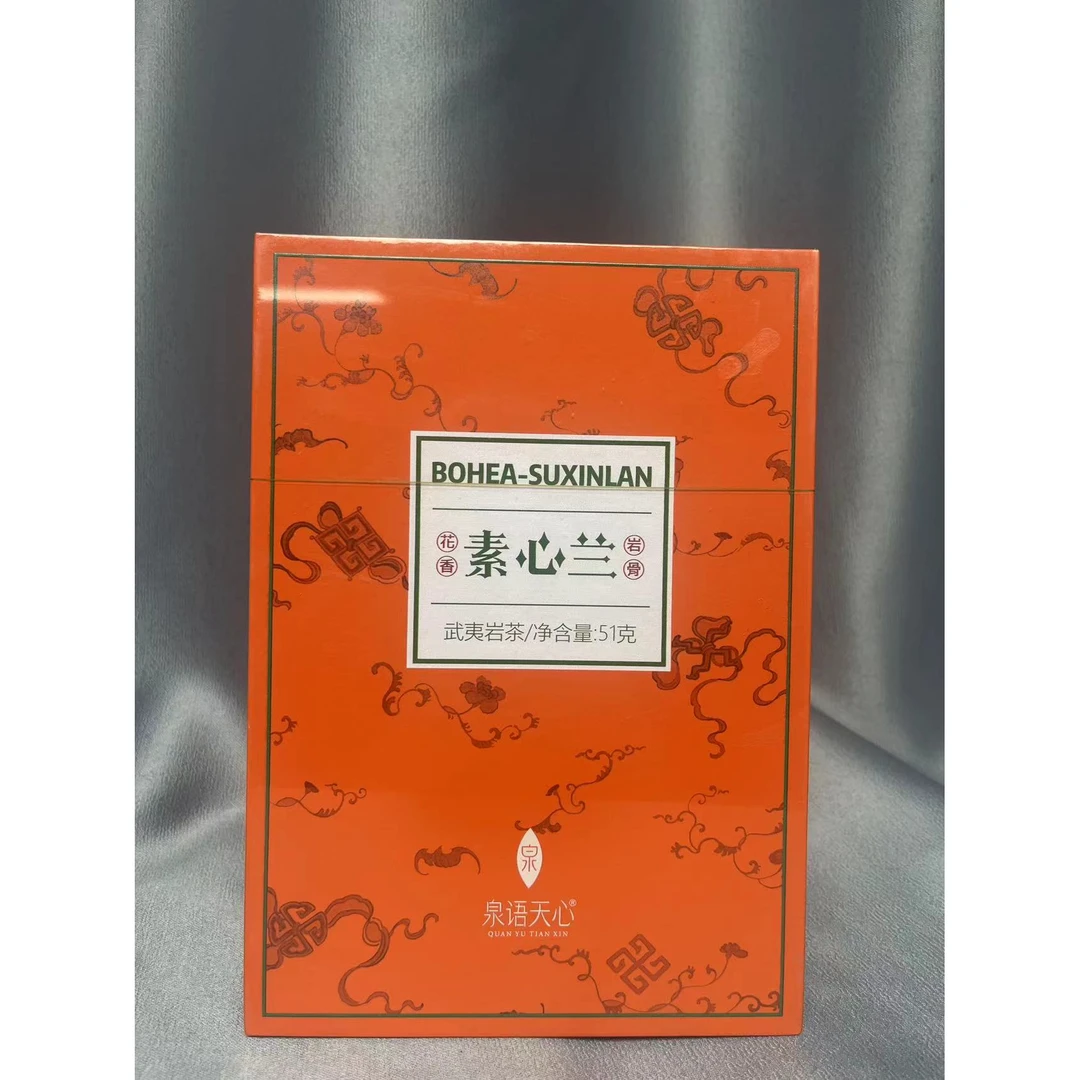 BOHEA-SUXINLAN
花香 素心兰 岩骨
武夷岩茶/净含量:51克
泉
泉语天心®
QUAN YU TIAN XIN